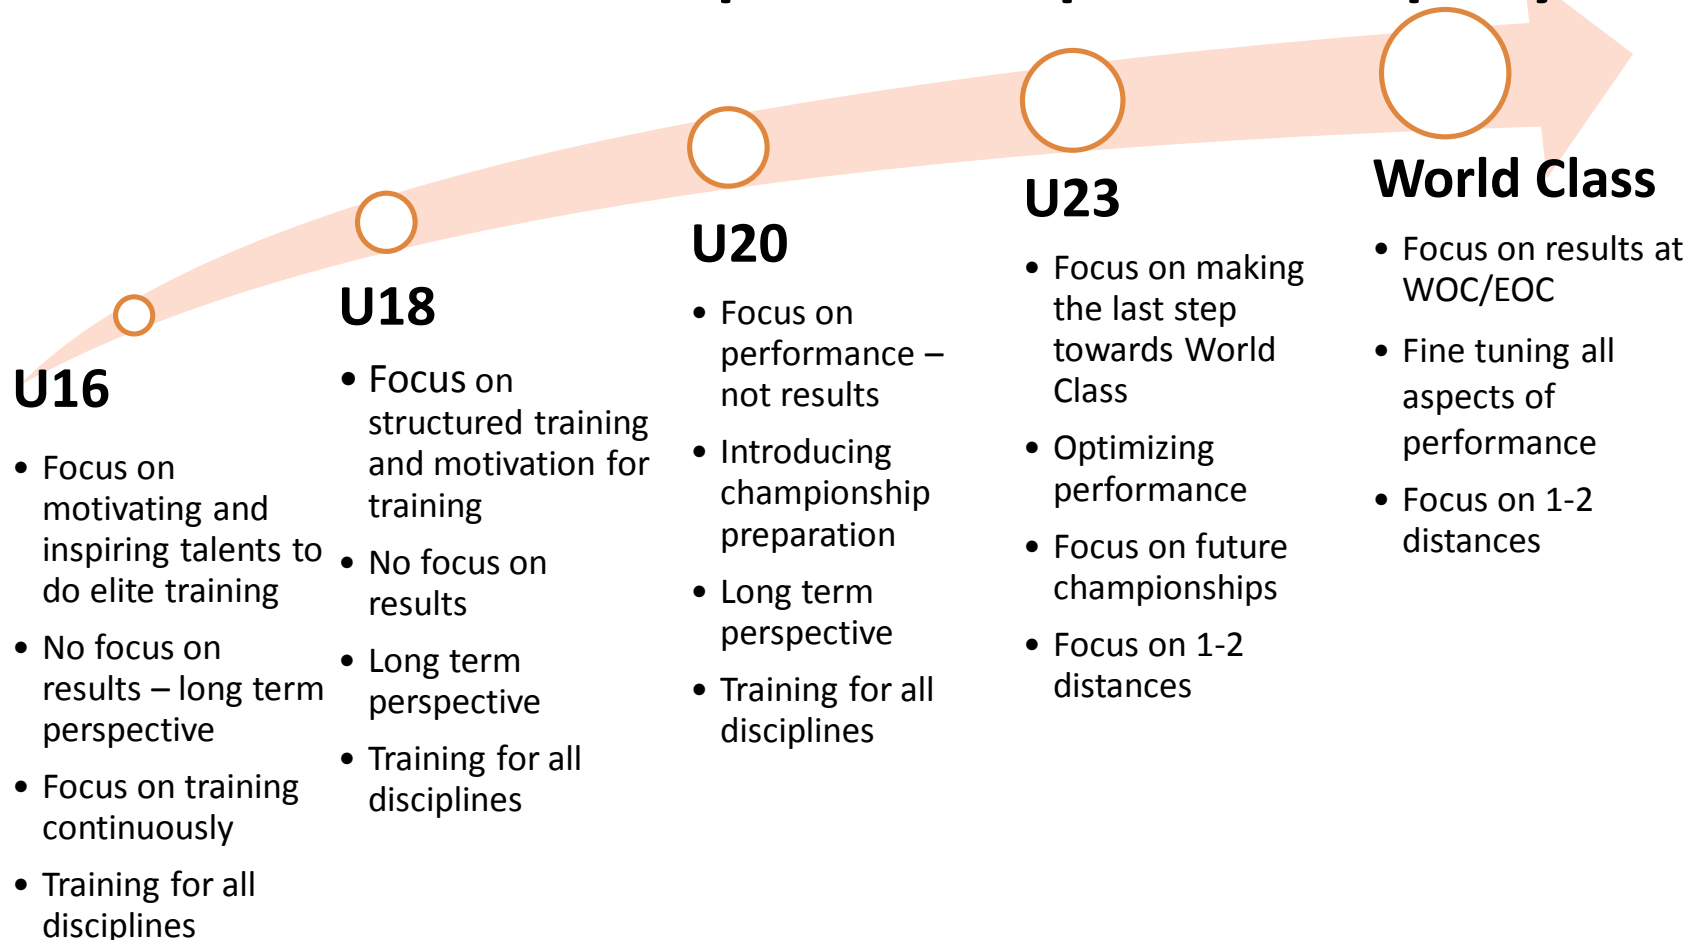 U16
• Focus on
motivating and
inspiring talents to
do elite training
• No focus on
results – long term
perspective
• Focus on training
continuously
• Training for all
disciplines
U18
• Focus on
structured training
and motivation for
training
• No focus on
results
• Long term
perspective
• Training for all
disciplines
U20
• Focus on
performance –
not results
• Introducing
championship
preparation
• Long term
perspective
• Training for all
disciplines
U23
• Focus on making
the last step
towards World
Class
• Optimizing
performance
• Focus on future
championships
• Focus on 1-2
distances
World Class
• Focus on results at
WOC/EOC
• Fine tuning all
aspects of
performance
• Focus on 1-2
distances